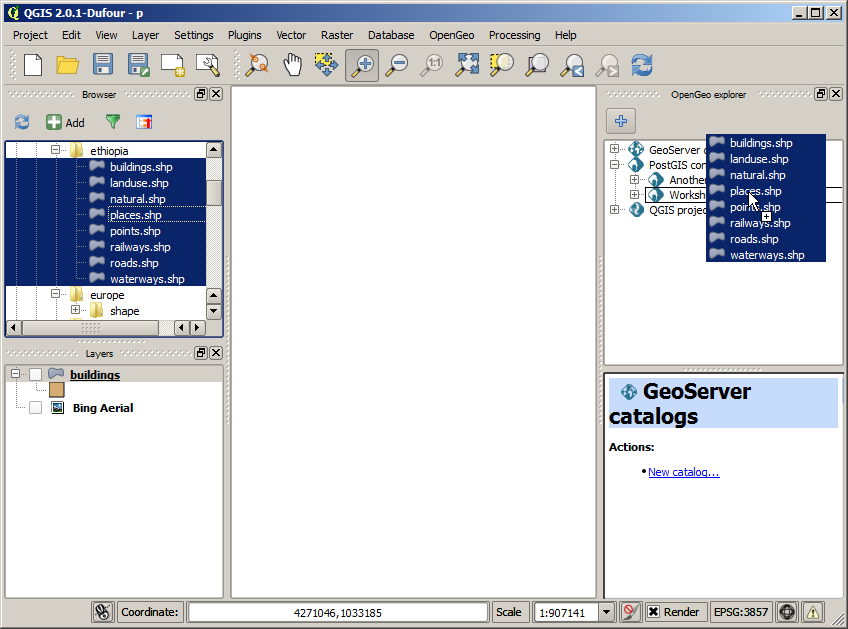 QGIS 2.0.1-Dufour - p
Project Edit View Layer Settings Plugins Vector Raster Database OpenGeo Processing Help
Browser
Add
ethiopia
buildings.shp
landuse.shp
natural.shp
places.shp
points.shp
railways.shp
roads.shp
waterways.shp
europe
shape
Layers
buildings
Bing Aerial
OpenGeo explorer
GeoServer
PostGIS con
Another
Worksh
QGIS projec
buildings.shp
landuse.shp
natural.shp
places.shp
points.shp
railways.shp
roads.shp
waterways.shp
GeoServer
catalogs
Actions:
New catalog...
Coordinate: 4271046,1033185 Scale 1:907141 Render EPSG:3857